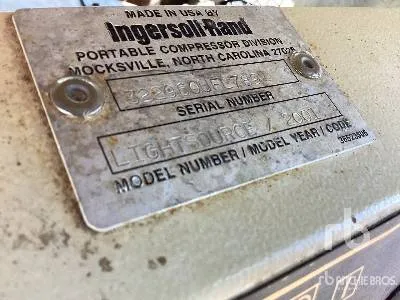 MADE IN USA BY
Ingersoll-Rand
PORTABLE COMPRESSOR DIVISION
MOCKSVILLE, NORTH CAROLINA
SERIAL NUMBER
LIGHTSOURCE / 2001
MODEL NUMBER / MODEL YEAR / CODE
rb
RITCHIE BROS.